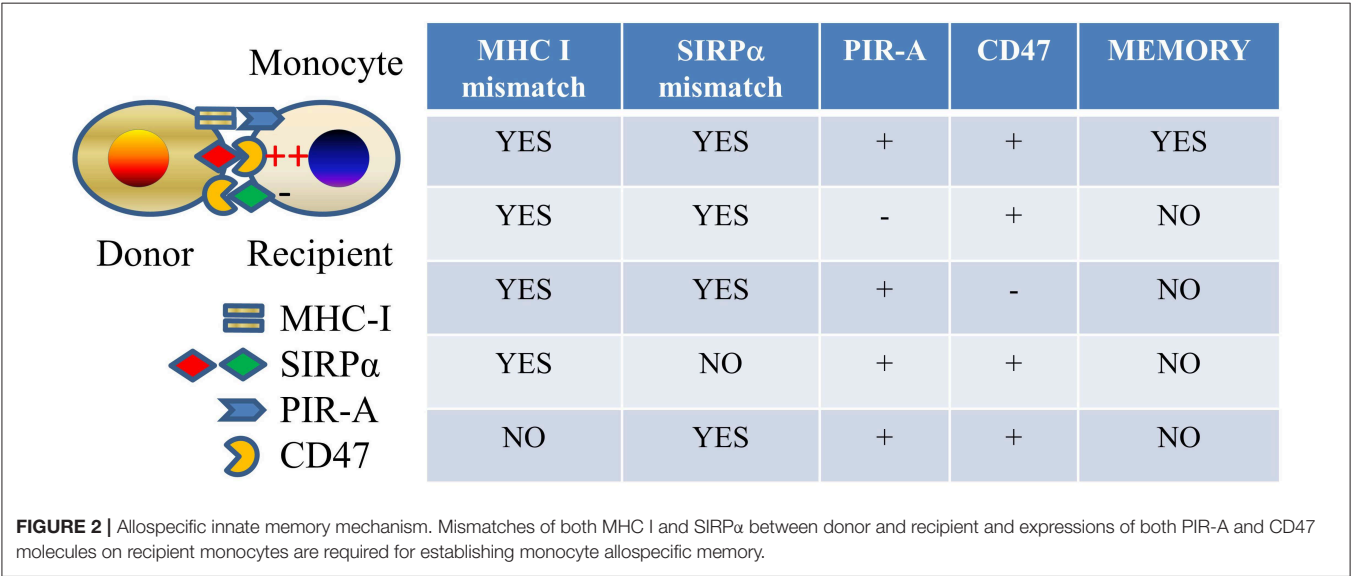 Monocyte
++
-
Donor Recipient
MHC-I
SIRPα
PIR-A
CD47
MHC I mismatch SIRPα mismatch PIR-A CD47 MEMORY
YES YES + + YES
YES YES - + NO
YES YES + - NO
YES NO + + NO
NO YES + + NO
FIGURE 2 | Allospecific innate memory mechanism. Mismatches of both MHC I and SIRPα between donor and recipient and expressions of both PIR-A and CD47
molecules on recipient monocytes are required for establishing monocyte allospecific memory.